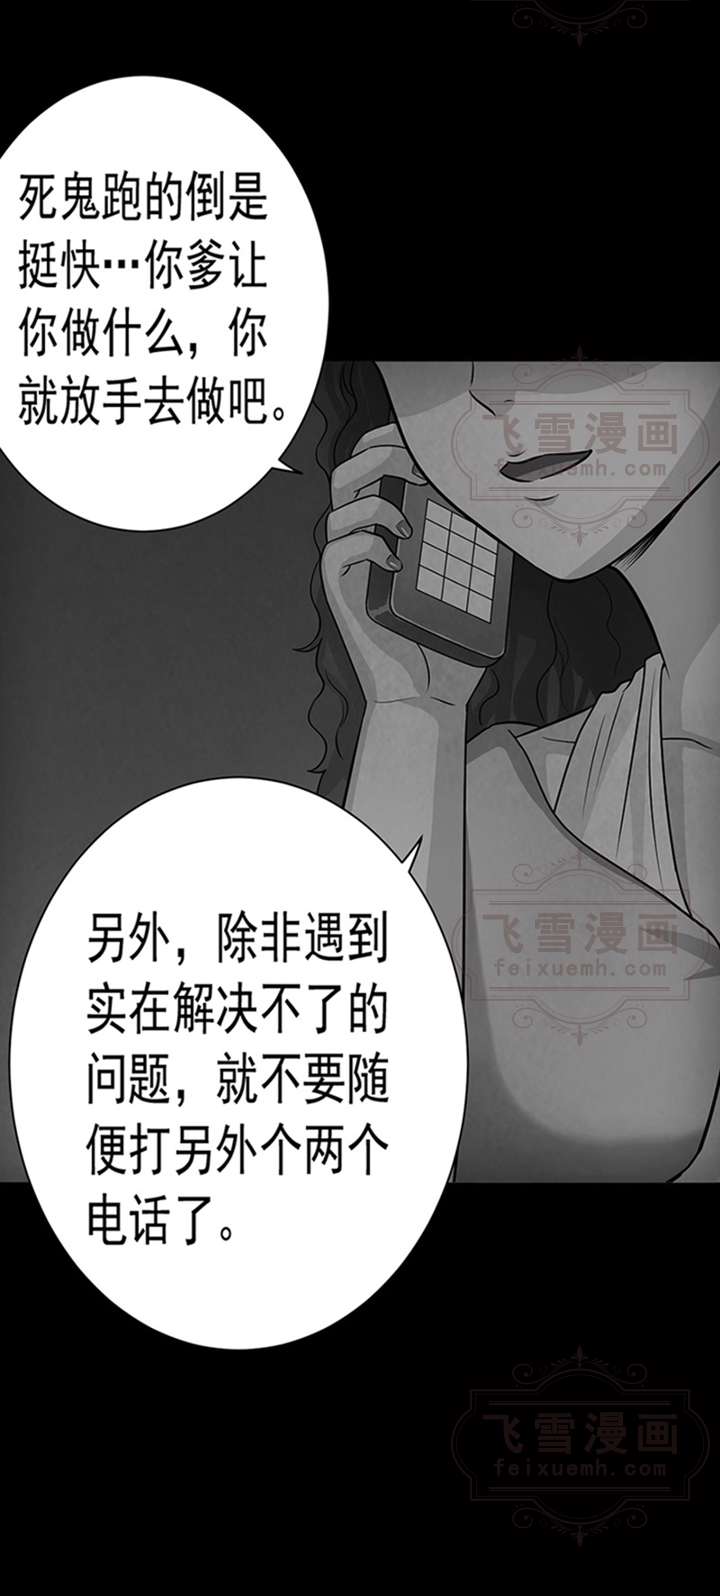 死鬼跑的倒是
挺快…你爹让
你做什么，你
就放手去做吧。
飞雪漫画
feixuemh.com
另外，除非遇到
实在解决不了的
问题，就不要随
便打另外个两个
电话了。
飞雪漫画
feixuemh.com
飞雪漫画
feixuemh.com